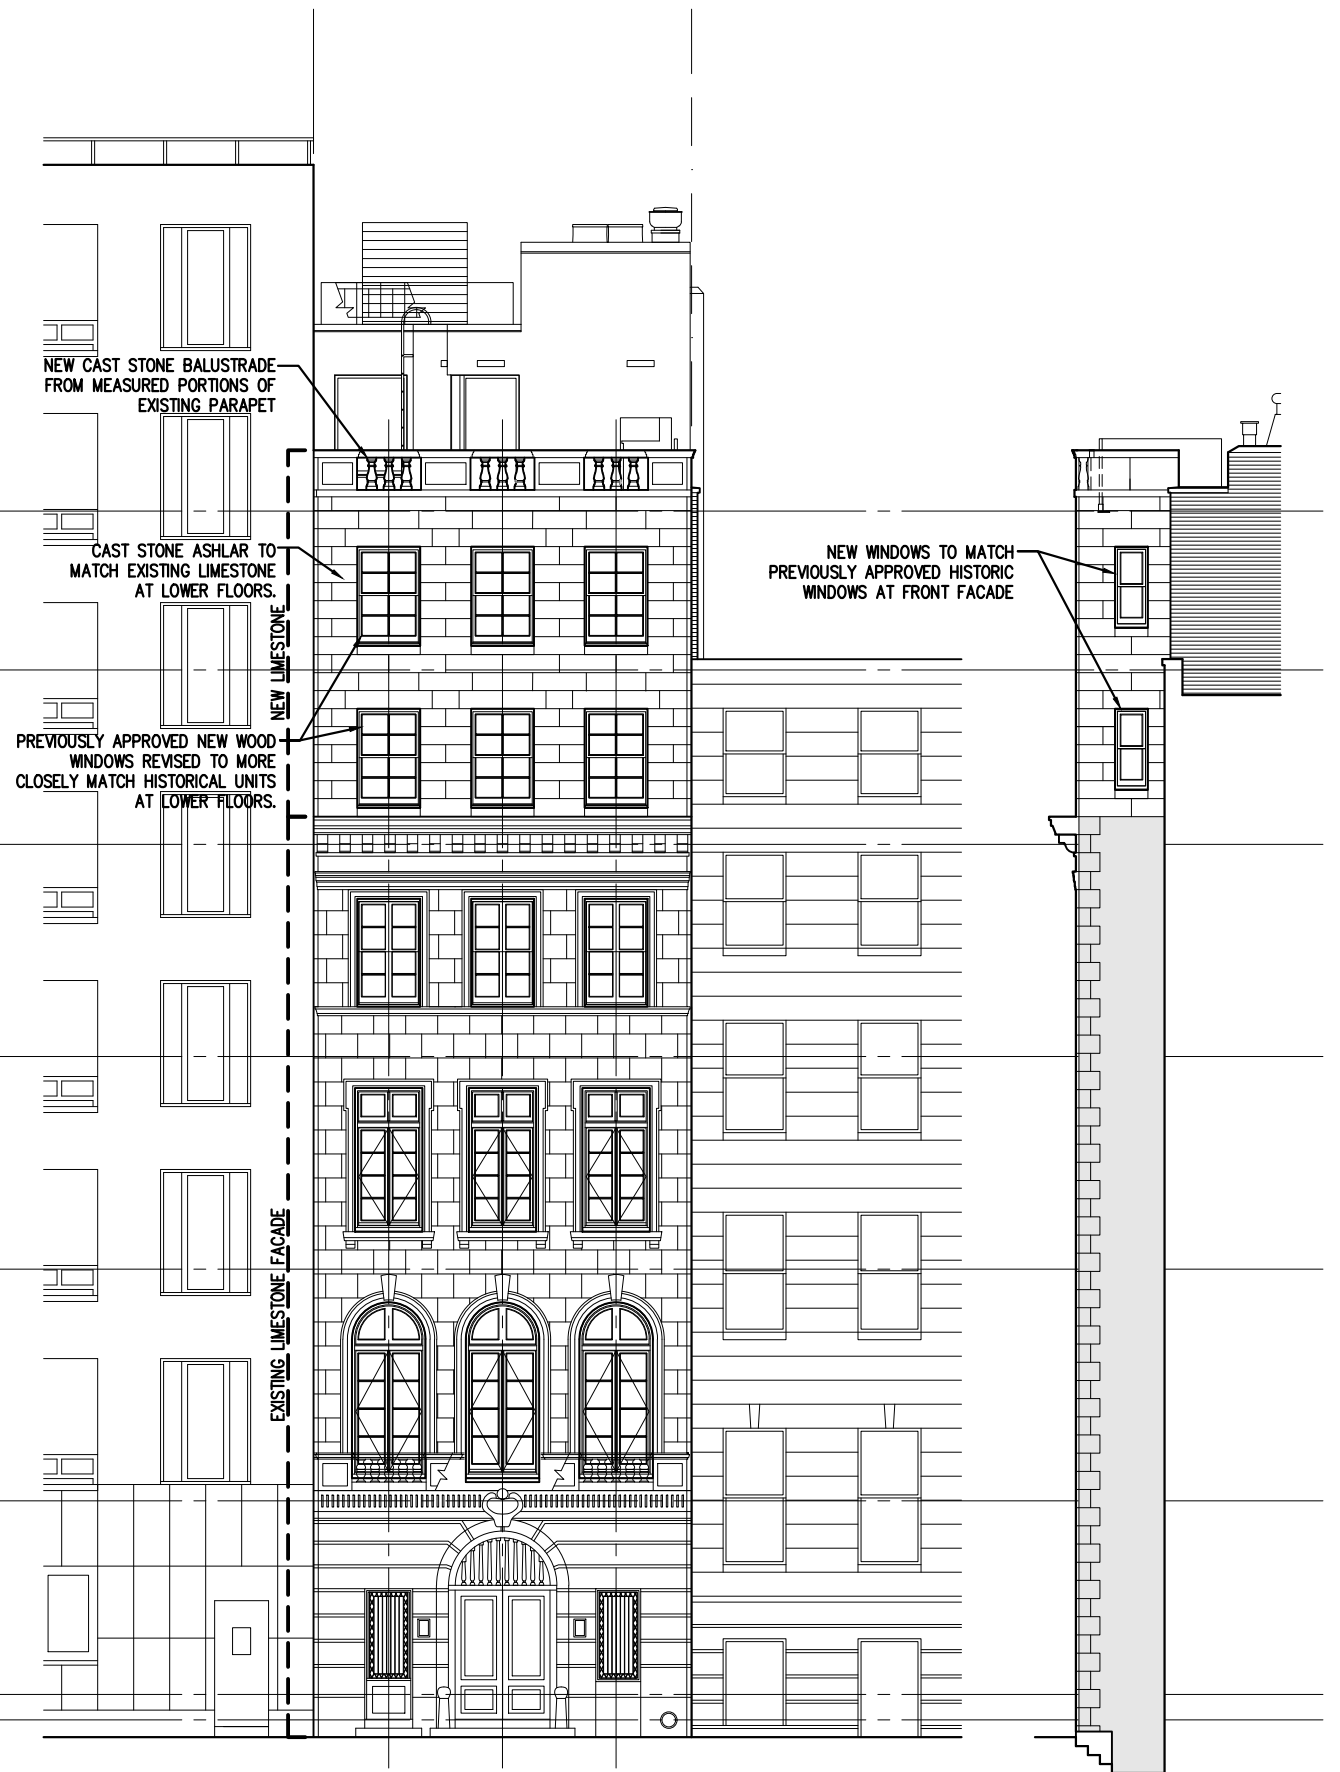 NEW CAST STONE BALUSTRADE
FROM MEASURED PORTIONS OF
EXISTING PARAPET
CAST STONE ASHLAR TO
MATCH EXISTING LIMESTONE
AT LOWER FLOORS.
NEW WINDOWS TO MATCH
PREVIOUSLY APPROVED HISTORIC
WINDOWS AT FRONT FACADE
NEW LIMESTONE
PREVIOUSLY APPROVED NEW WOOD
WINDOWS REVISED TO MORE
CLOSELY MATCH HISTORICAL UNITS
AT LOWER FLOORS.
EXISTING LIMESTONE FACADE